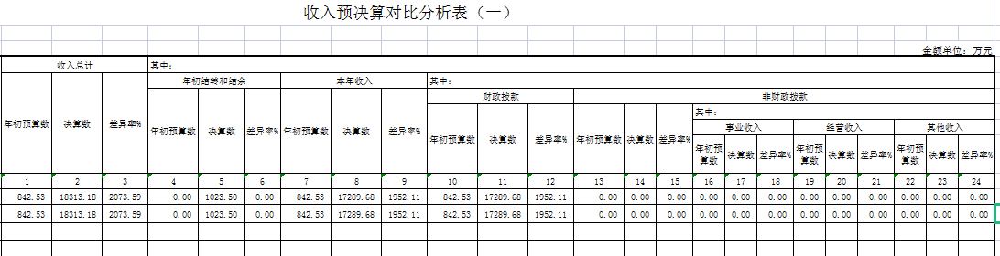 收入预决算对比分析表（一）
金额单位：万元
收入总计 其中：
年初结转和结余 本年收入 其中：
财政拨款 非财政拨款
其中：
事业收入 经营收入 其他收入
年初预算数 决算数 差异率% 年初预算数 决算数 差异率% 年初预算数 决算数 差异率% 年初预算数 决算数 差异率% 年初预算数 决算数 差异率% 年初预算数 决算数 差异率% 年初预算数 决算数 差异率% 年初预算数 决算数 差异率%
1 2 3 4 5 6 7 8 9 10 11 12 13 14 15 16 17 18 19 20 21 22 23 24
842.53 18313.18 2073.59 0.00 1023.50 0.00 842.53 17289.68 1952.11 842.53 17289.68 1952.11 0.00 0.00 0.00 0.00 0.00 0.00 0.00 0.00 0.00 0.00 0.00 0.00
842.53 18313.18 2073.59 0.00 1023.50 0.00 842.53 17289.68 1952.11 842.53 17289.68 1952.11 0.00 0.00 0.00 0.00 0.00 0.00 0.00 0.00 0.00 0.00 0.00 0.00